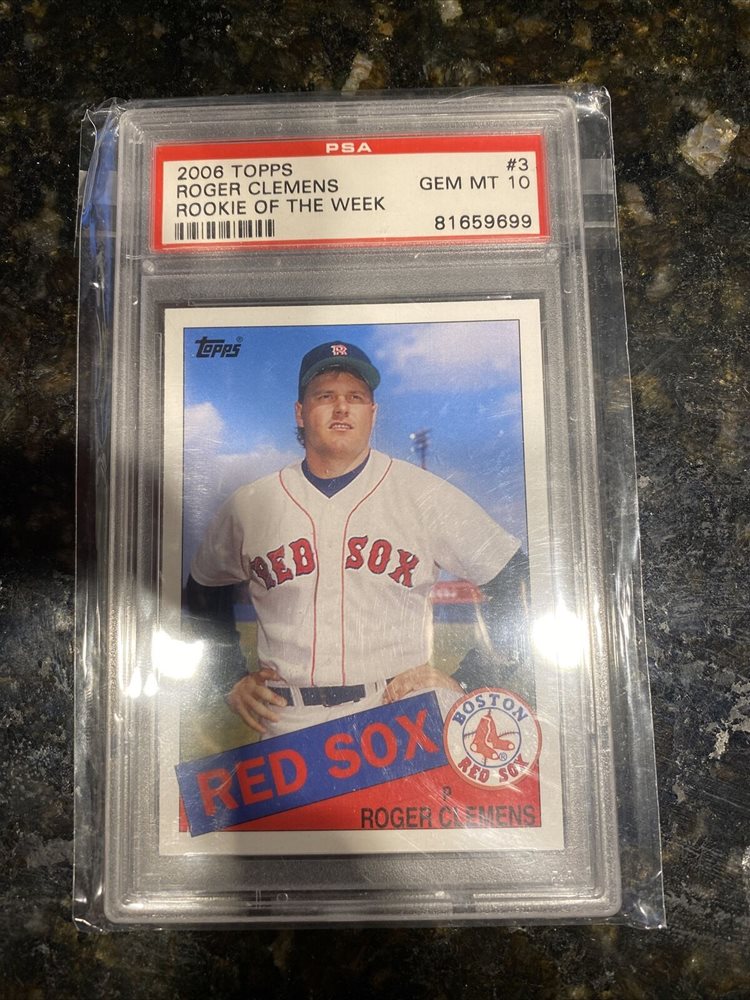 PSA
2006 TOPPS #3
ROGER CLEMENS GEM MT 10
ROOKIE OF THE WEEK
81659699
topps®
B
RED SOX
BOSTON
RED SOX
®
RED SOX
P
ROGER CLEMENS